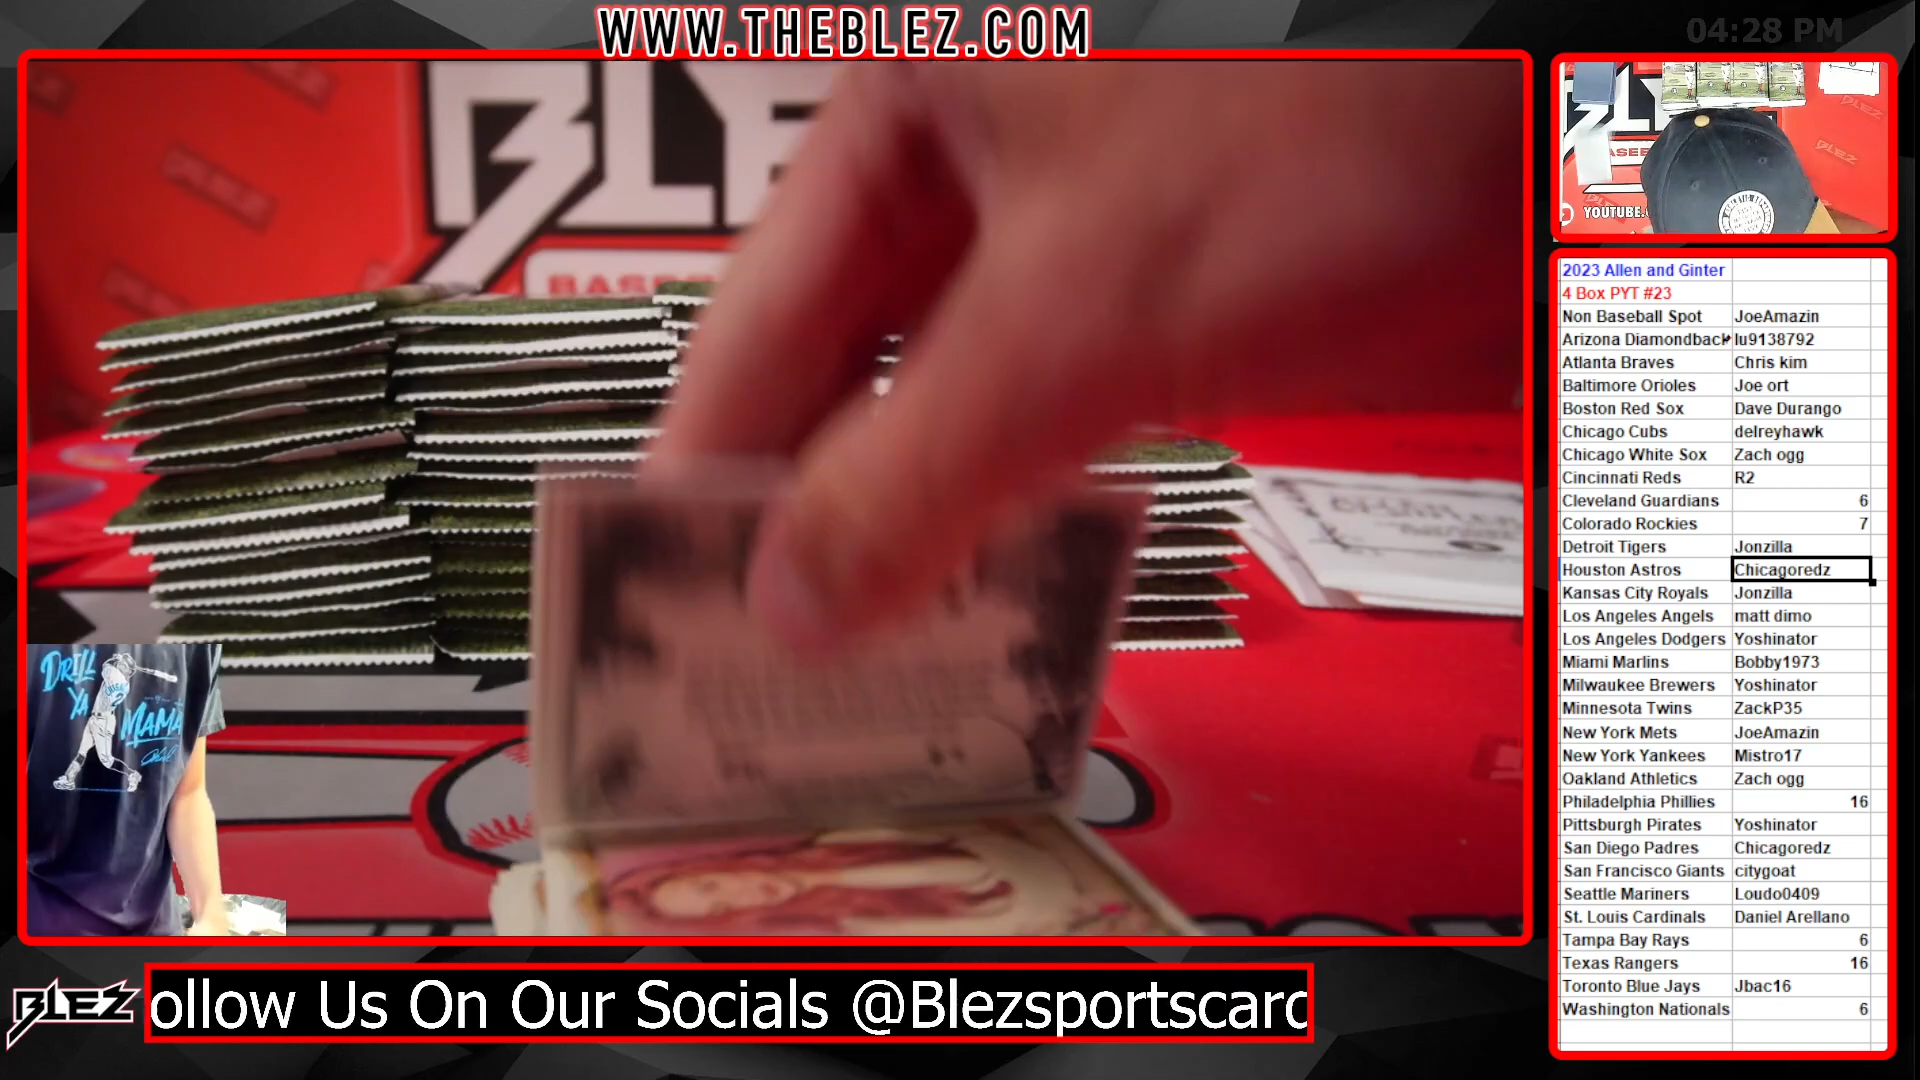 WWW.THEBLEZ.COM
04:28 PM
BLEZ
BLEZ
YOUTUBE.
DRILL
YA
MAMA
2023 Allen and Ginter
4 Box PYT #23
Non Baseball Spot JoeAmazin
Arizona Diamondback lu9138792
Atlanta Braves Chris kim
Baltimore Orioles Joe ort
Boston Red Sox Dave Durango
Chicago Cubs delreyhawk
Chicago White Sox Zach ogg
Cincinnati Reds R2
Cleveland Guardians 6
Colorado Rockies 7
Detroit Tigers Jonzilla
Houston Astros Chicagoredz
Kansas City Royals Jonzilla
Los Angeles Angels matt dimo
Los Angeles Dodgers Yoshinator
Miami Marlins Bobby1973
Milwaukee Brewers Yoshinator
Minnesota Twins ZackP35
New York Mets JoeAmazin
New York Yankees Mistro17
Oakland Athletics Zach ogg
Philadelphia Phillies 16
Pittsburgh Pirates Yoshinator
San Diego Padres Chicagoredz
San Francisco Giants citygoat
Seattle Mariners Loudo0409
St. Louis Cardinals Daniel Arellano
Tampa Bay Rays 6
Texas Rangers 16
Toronto Blue Jays Jbac16
Washington Nationals 6
BLEZ
ollow Us On Our Socials @Blezsportscard